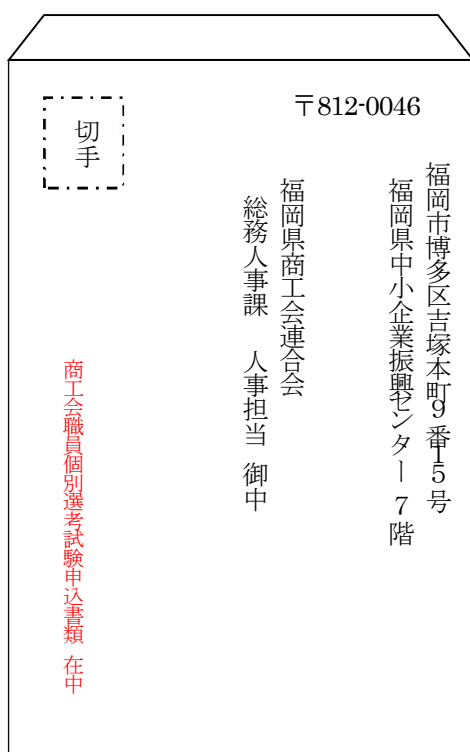 〒812-0046
福岡市博多区吉塚本町9番15号
福岡県中小企業振興センター 7階
福岡県商工会連合会
総務人事課 人事担当 御中
切手
商工会職員個別選考試験申込書類 在中